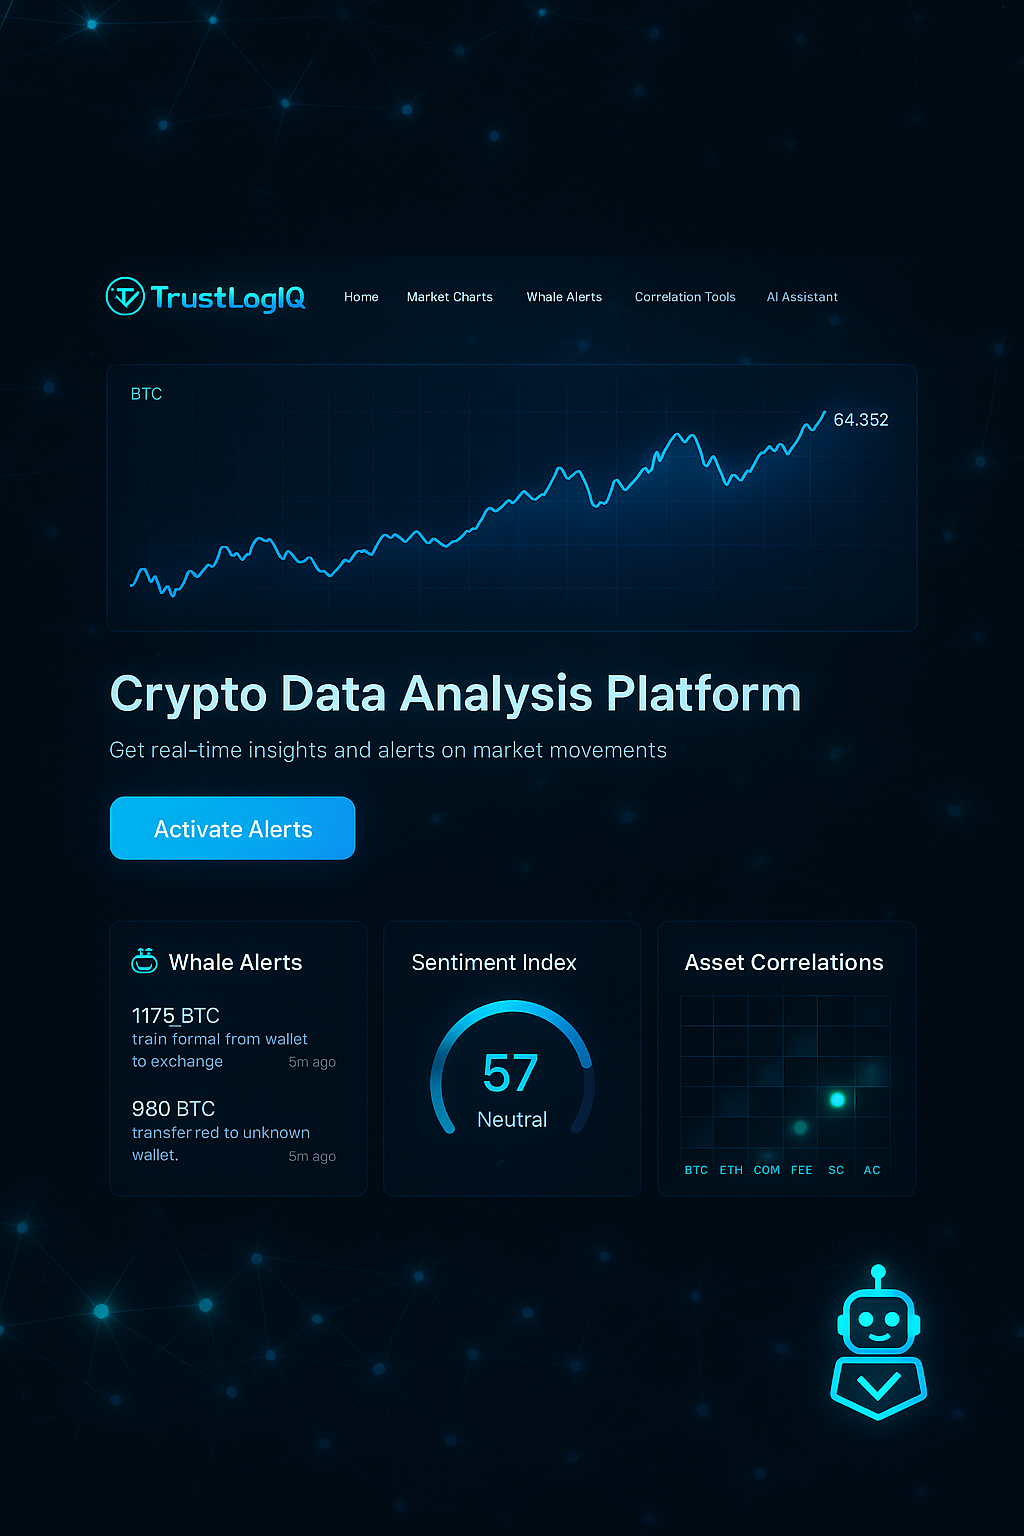 TrustLogIQ
Home Market Charts Whale Alerts Correlation Tools AI Assistant
BTC
64.352
Crypto Data Analysis Platform
Get real-time insights and alerts on market movements
Activate Alerts
Whale Alerts
1175_BTC
train formal from wallet
to exchange 5m ago
980 BTC
transfer red to unknown
wallet. 5m ago
Sentiment Index
57
Neutral
Asset Correlations
BTC ETH COM FEE SC AC